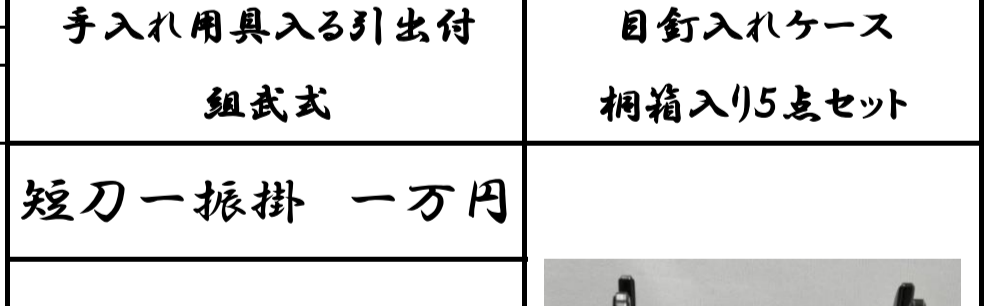 手入れ用具入る引出付
組武式
短刀一振掛　一万円
目釘入れケース
桐箱入り5点セット